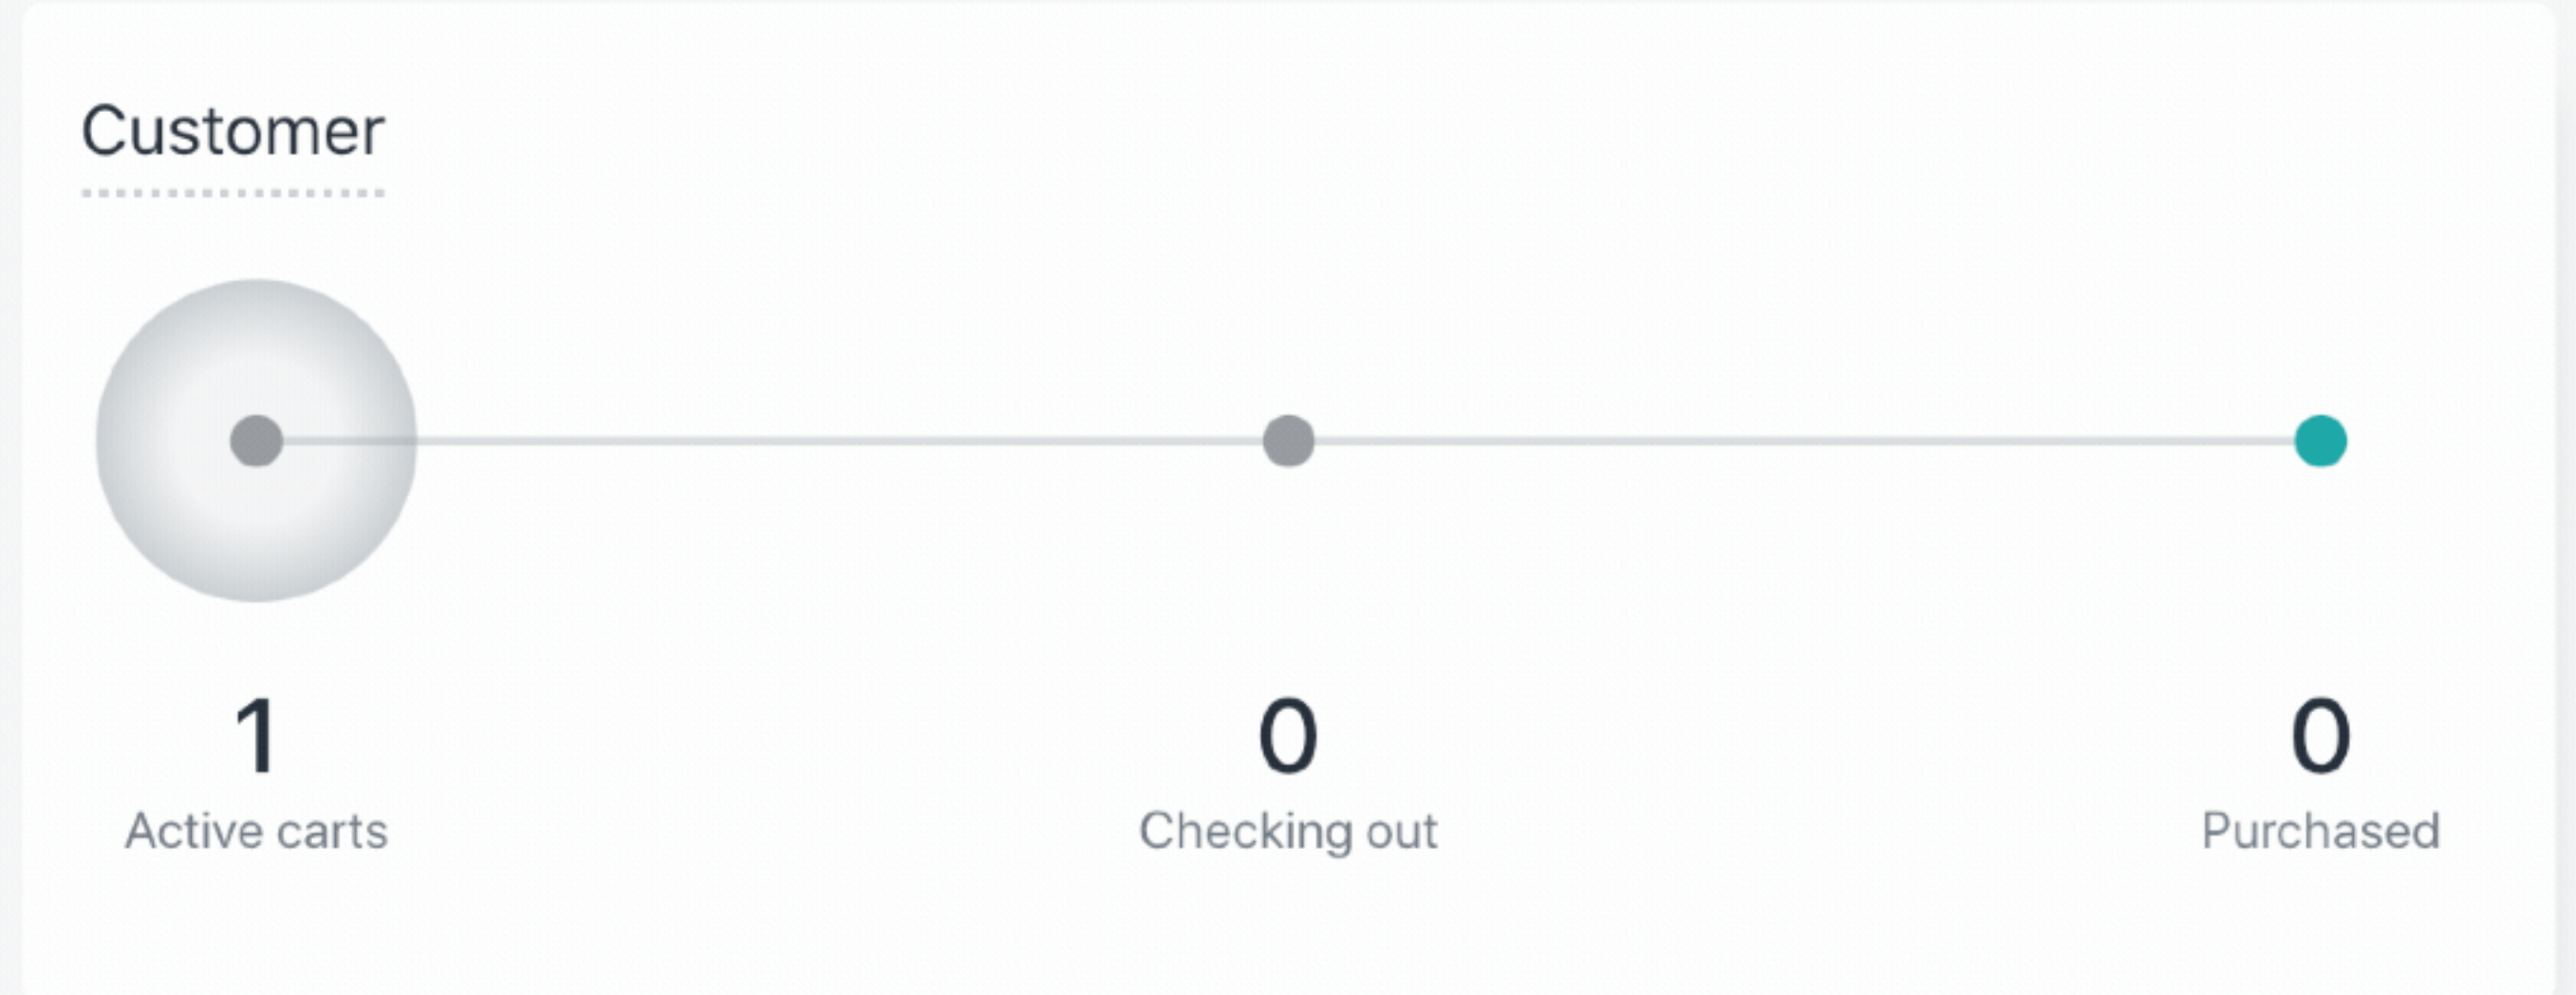 Customer
1
0
0
Active carts
Checking out
Purchased